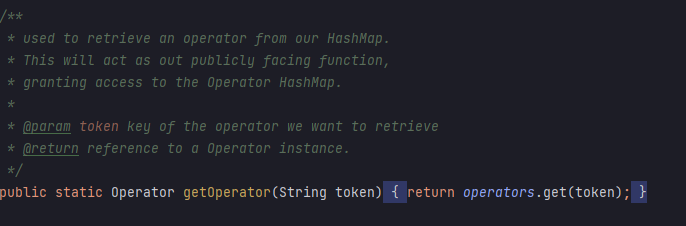 /**
* used to retrieve an operator from our HashMap.
* This will act as out publicly facing function,
* granting access to the Operator HashMap.
*
* @param token key of the operator we want to retrieve
* @return reference to a Operator instance.
*/
public static Operator getOperator(String token) { return operators.get(token); }